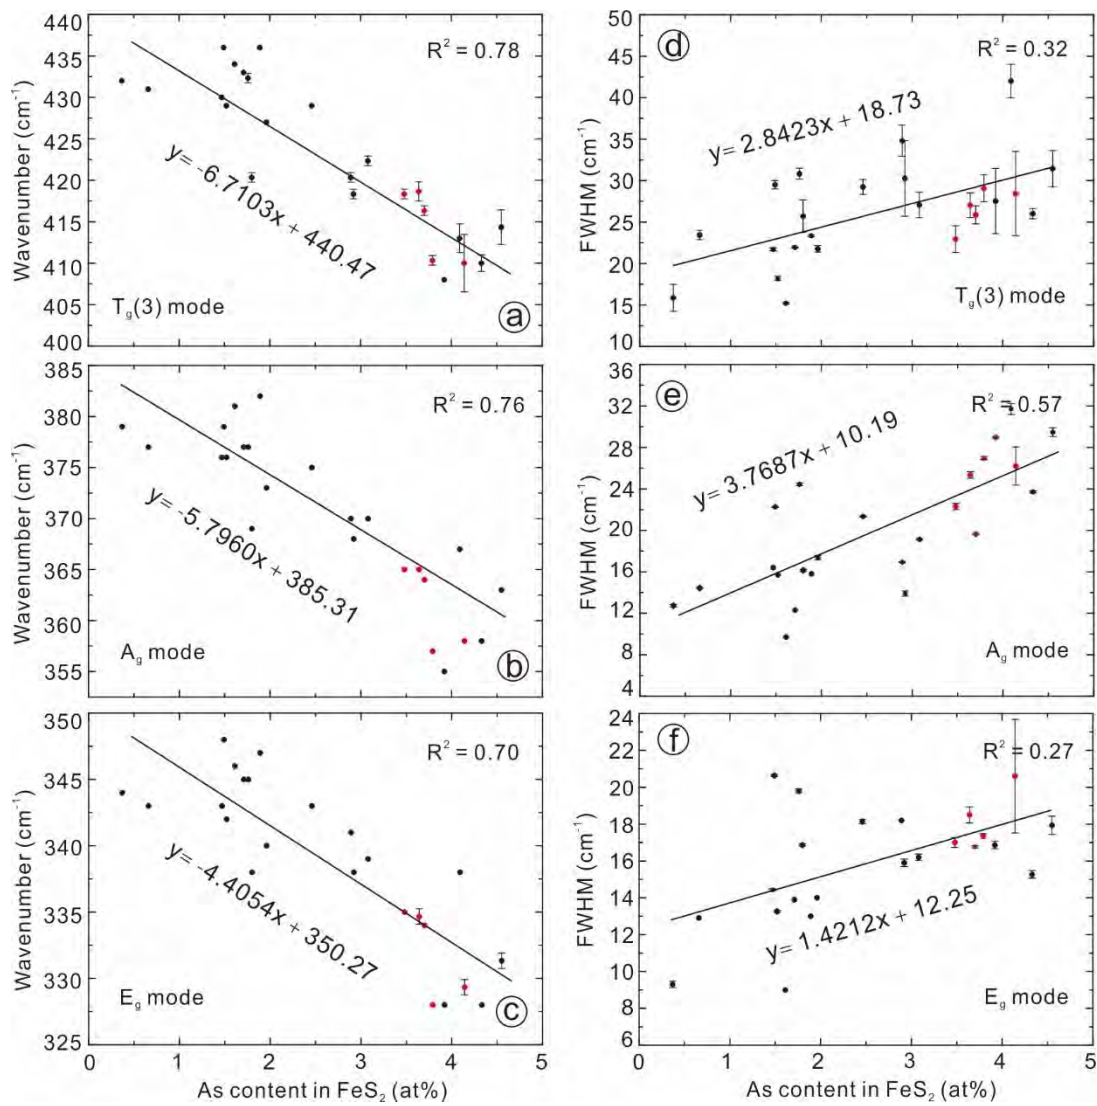 440
435
430
425
420
415
410
405
400
Wavenumber (cm⁻¹)
R² = 0.78
y= -6.7103x + 440.47
T_g(3) mode
a
50
45
40
35
30
25
20
15
10
FWHM (cm⁻¹)
d
R² = 0.32
y= 2.8423x + 18.73
T_g(3) mode
385
380
375
370
365
360
355
Wavenumber (cm⁻¹)
R² = 0.76
y= -5.7960x + 385.31
A_g mode
b
36
32
28
24
20
16
12
8
4
FWHM (cm⁻¹)
e
R² = 0.57
y= 3.7687x + 10.19
A_g mode
350
345
340
335
330
325
Wavenumber (cm⁻¹)
R² = 0.70
y= -4.4054x + 350.27
E_g mode
c
0 1 2 3 4 5
As content in FeS₂ (at%)
24
22
20
18
16
14
12
10
8
6
FWHM (cm⁻¹)
f
R² = 0.27
y= 1.4212x + 12.25
E_g mode
0 1 2 3 4 5
As content in FeS₂ (at%)